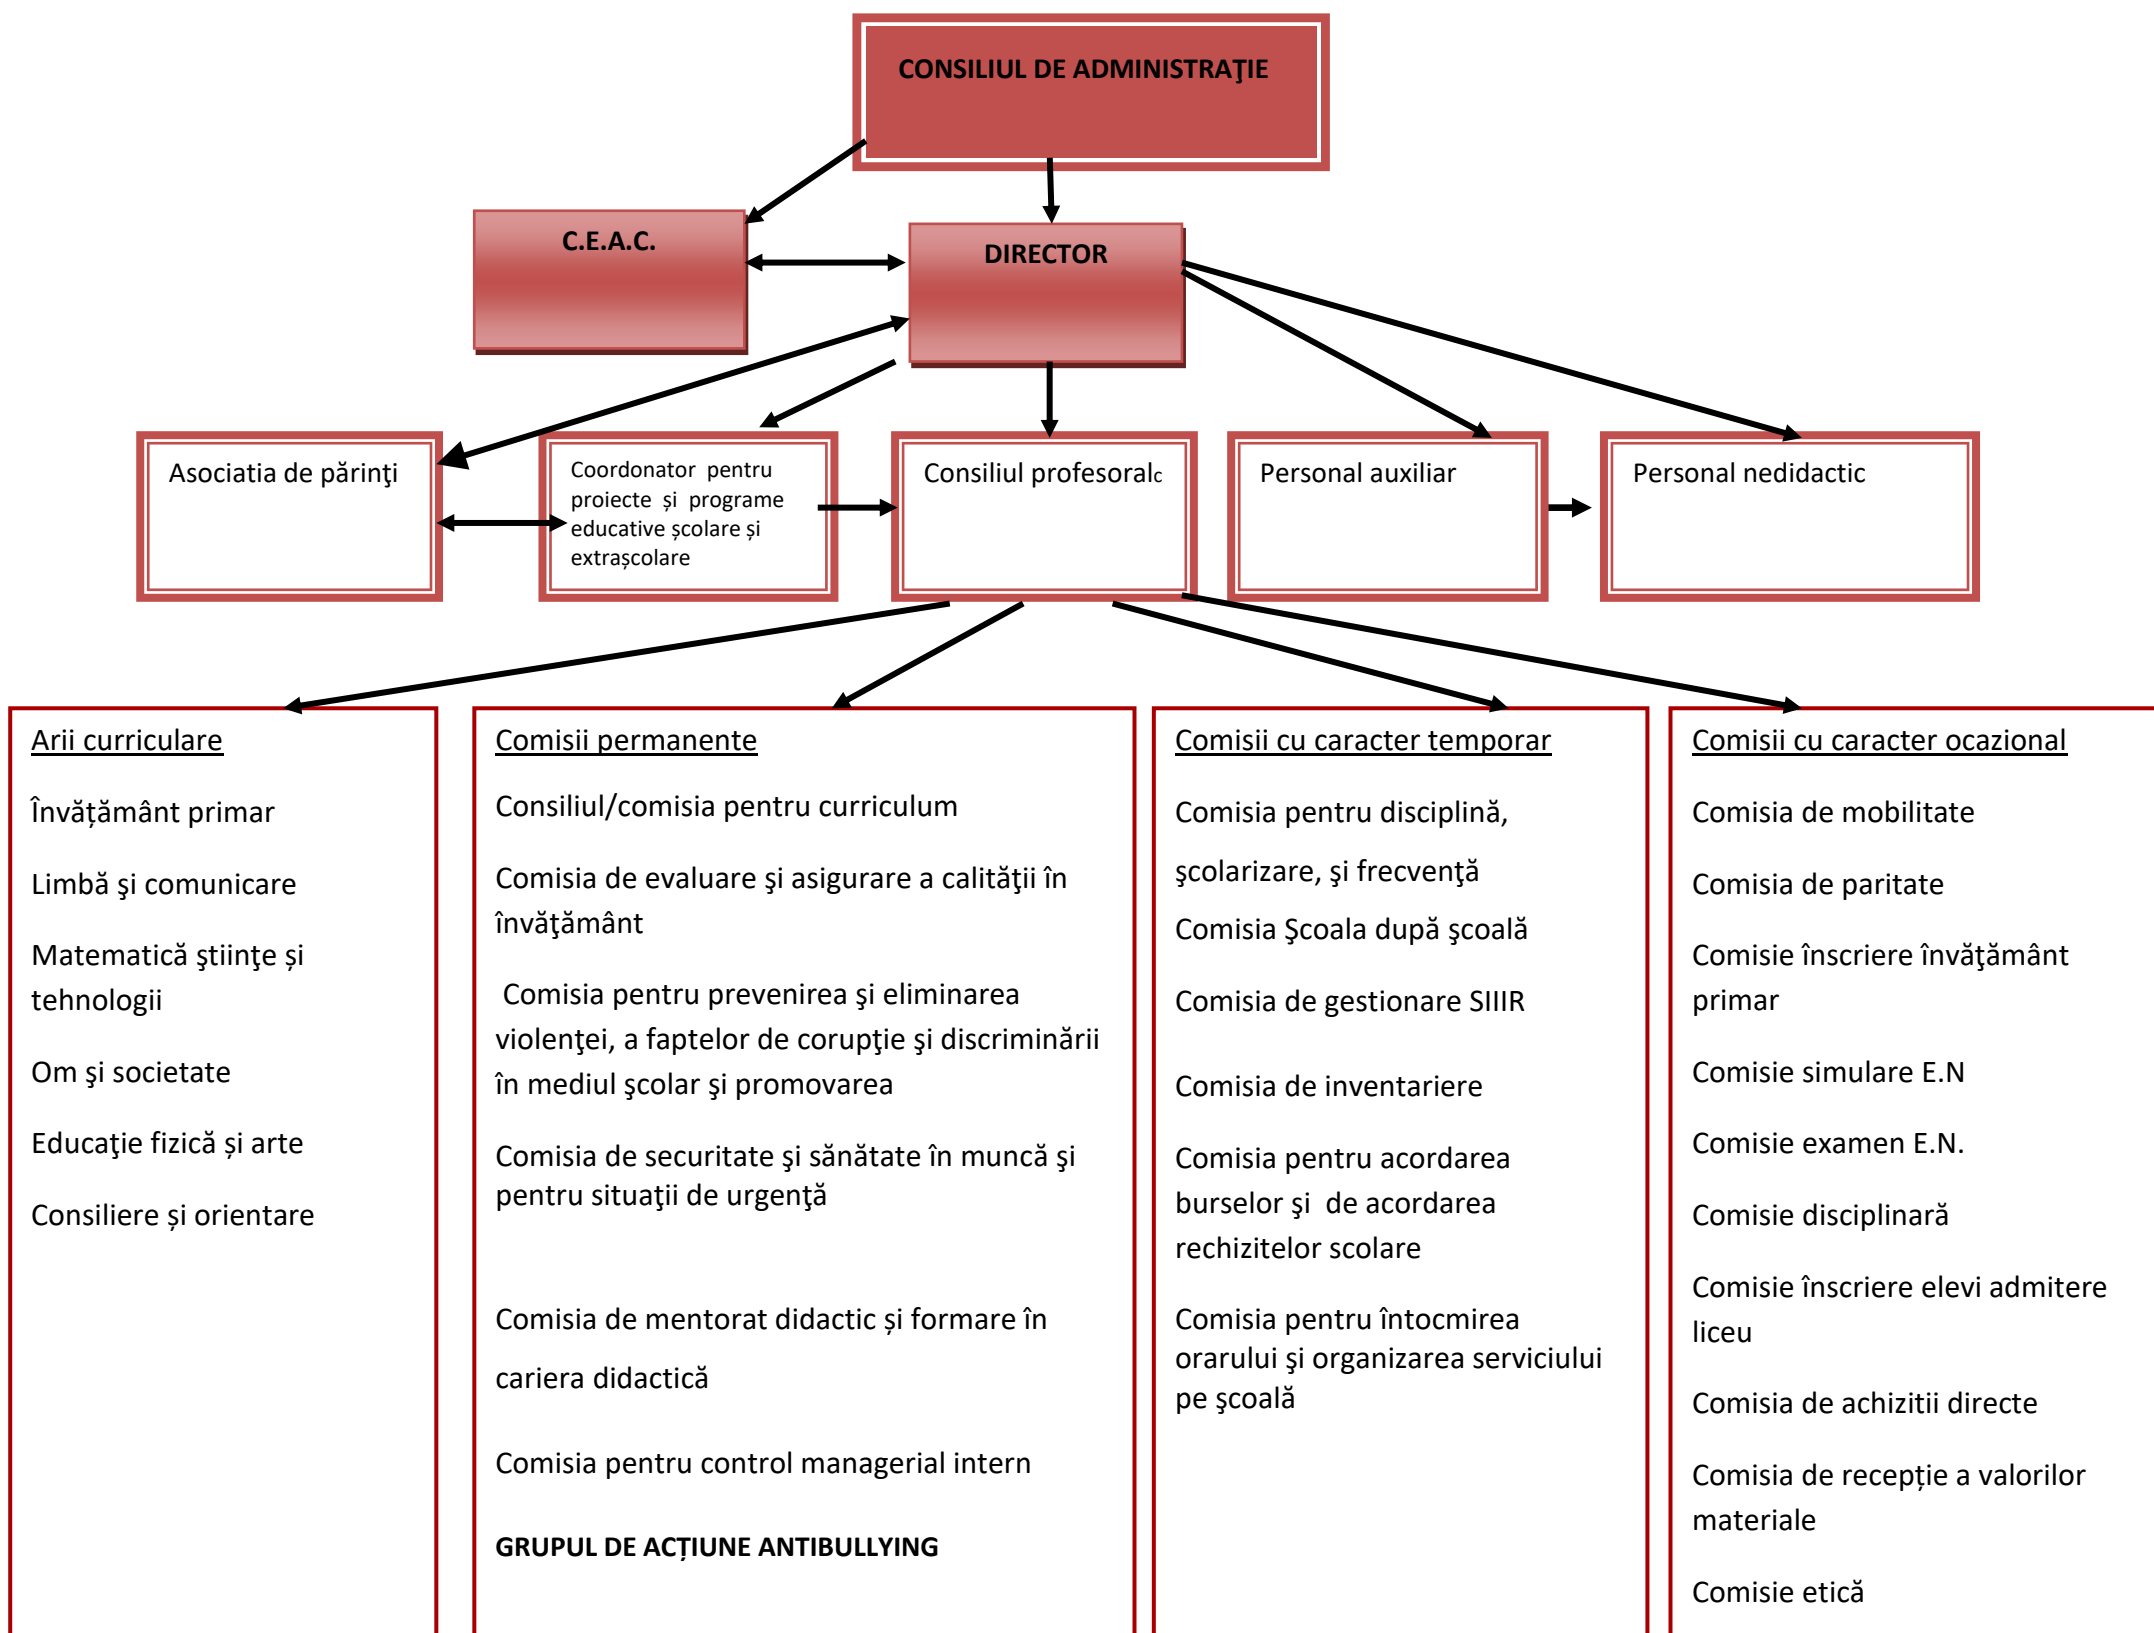 CONSILIUL DE ADMINISTRAŢIE
C.E.A.C.
DIRECTOR
Asociatia de părinţi
Coordonator pentru
proiecte și programe
educative școlare și
extrașcolare
Consiliul profesoralc
Personal auxiliar
Personal nedidactic
Arii curriculare
Învățământ primar
Limbă şi comunicare
Matematică ştiinţe și
tehnologii
Om şi societate
Educaţie fizică și arte
Consiliere și orientare
Comisii permanente
Consiliul/comisia pentru curriculum
Comisia de evaluare şi asigurare a calităţii în
învăţământ
Comisia pentru prevenirea şi eliminarea
violenţei, a faptelor de corupţie şi discriminării
în mediul şcolar şi promovarea
Comisia de securitate şi sănătate în muncă şi
pentru situaţii de urgenţă
Comisia de mentorat didactic și formare în
cariera didactică
Comisia pentru control managerial intern
GRUPUL DE ACȚIUNE ANTIBULLYING
Comisii cu caracter temporar
Comisia pentru disciplină,
şcolarizare, şi frecvenţă
Comisia Şcoala după şcoală
Comisia de gestionare SIIIR
Comisia de inventariere
Comisia pentru acordarea
burselor şi de acordarea
rechizitelor scolare
Comisia pentru întocmirea
orarului şi organizarea serviciului
pe şcoală
Comisii cu caracter ocazional
Comisia de mobilitate
Comisia de paritate
Comisie înscriere învăţământ
primar
Comisie simulare E.N
Comisie examen E.N.
Comisie disciplinară
Comisie înscriere elevi admitere
liceu
Comisia de achizitii directe
Comisia de recepție a valorilor
materiale
Comisie etică